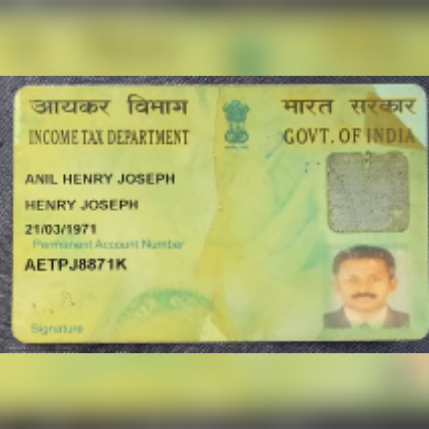 आयकर विभाग
भारत सरकार
INCOME TAX DEPARTMENT
GOVT. OF INDIA
ANIL HENRY JOSEPH
HENRY JOSEPH
21/03/1971
Permanent Account Number
AETPJ8871K
Signature